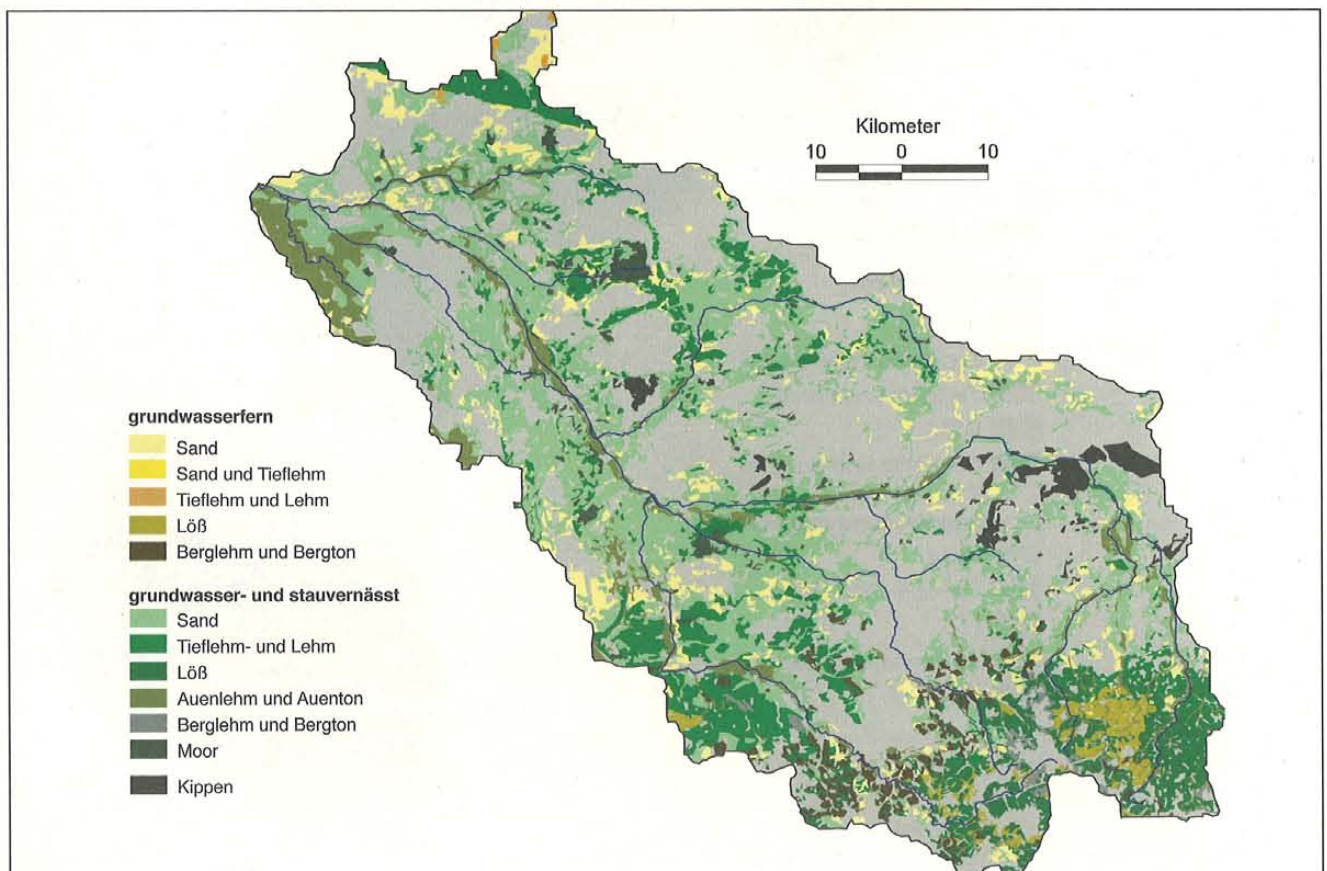 Kilometer
10 0 10
grundwasserfern
Sand
Sand und Tieflehm
Tieflehm und Lehm
Löß
Berglehm und Bergton
grundwasser- und stauvernässt
Sand
Tieflehm- und Lehm
Löß
Auenlehm und Auenton
Berglehm und Bergton
Moor
Kippen